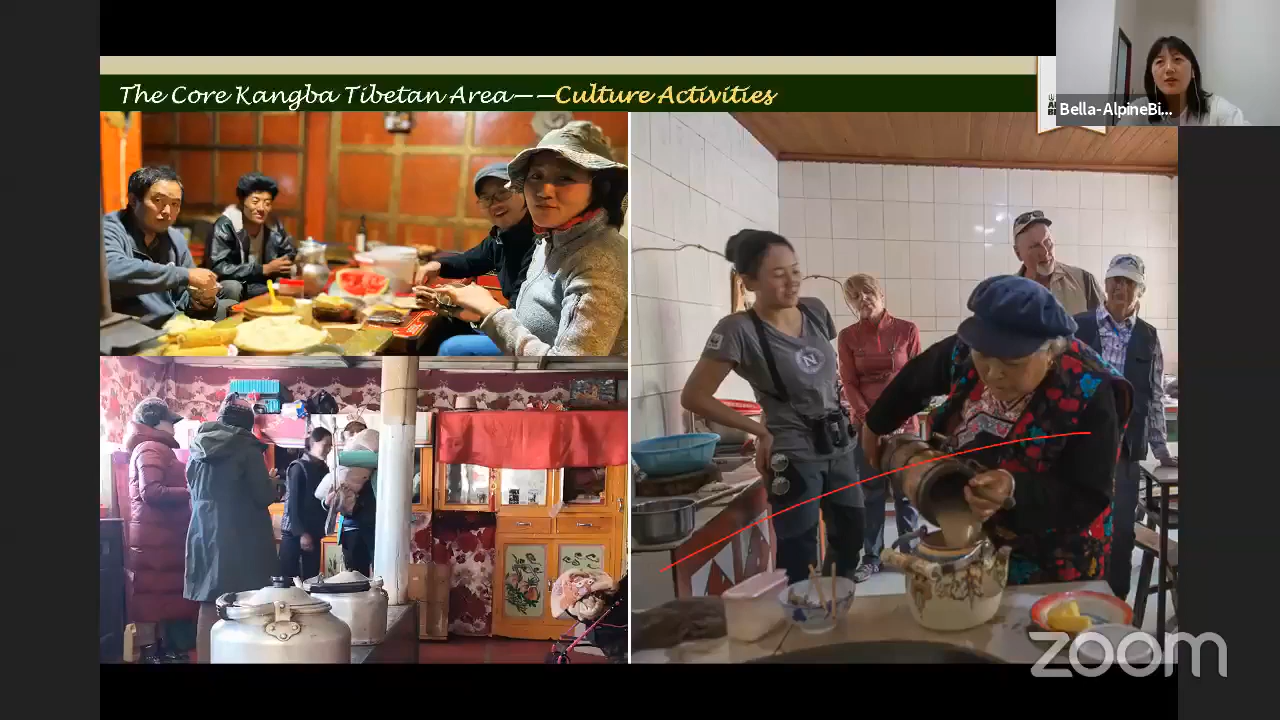 The Core Kangba Tibetan Area——Culture Activities
Bella-AlpineBi...
zoom